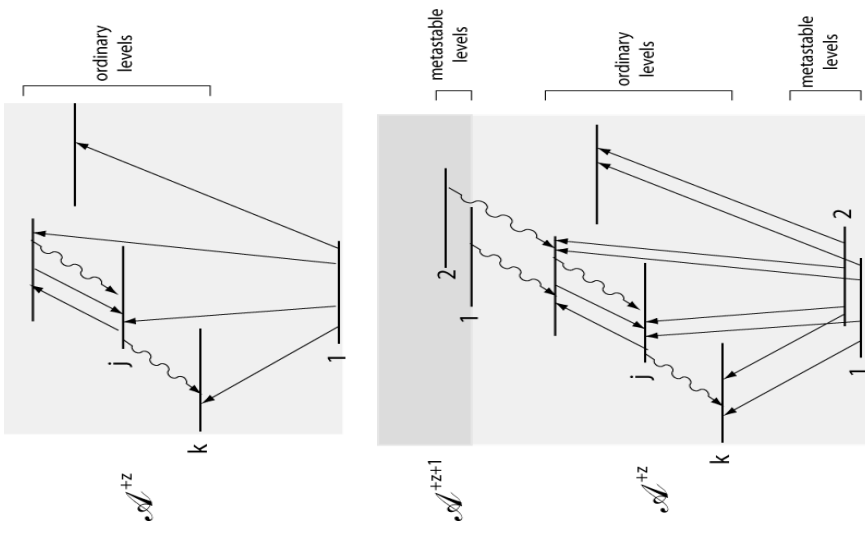 ordinary
levels
j
k
1
𝒜+z
metastable
levels
ordinary
levels
metastable
levels
2
1
j
k
2
1
𝒜+z+1
𝒜+z